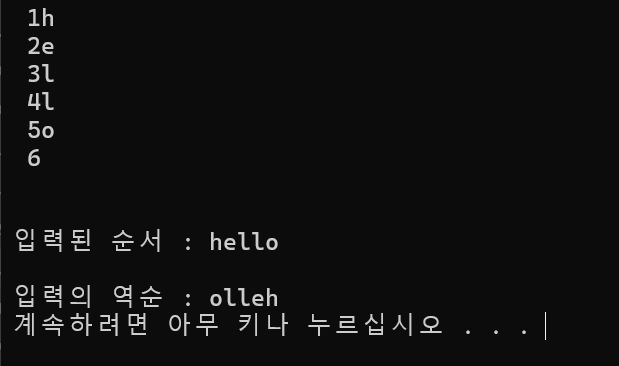 1h
2e
3l
4l
5o
6
입력된 순서 : hello
입력의 역순 : olleh
계속하려면 아무 키나 누르십시오 . . .